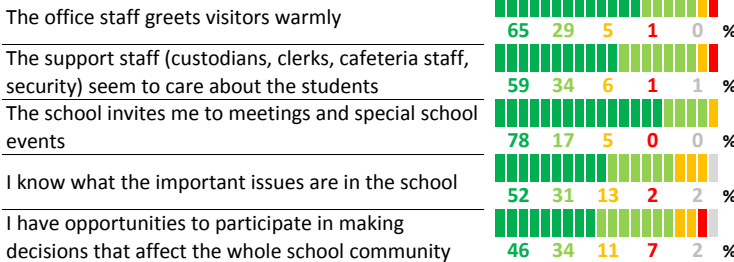 The office staff greets visitors warmly
65 29 5 1 0 %
The support staff (custodians, clerks, cafeteria staff,
security) seem to care about the students
59 34 6 1 1 %
The school invites me to meetings and special school
events
78 17 5 0 0 %
I know what the important issues are in the school
52 31 13 2 2 %
I have opportunities to participate in making
decisions that affect the whole school community
46 34 11 7 2 %